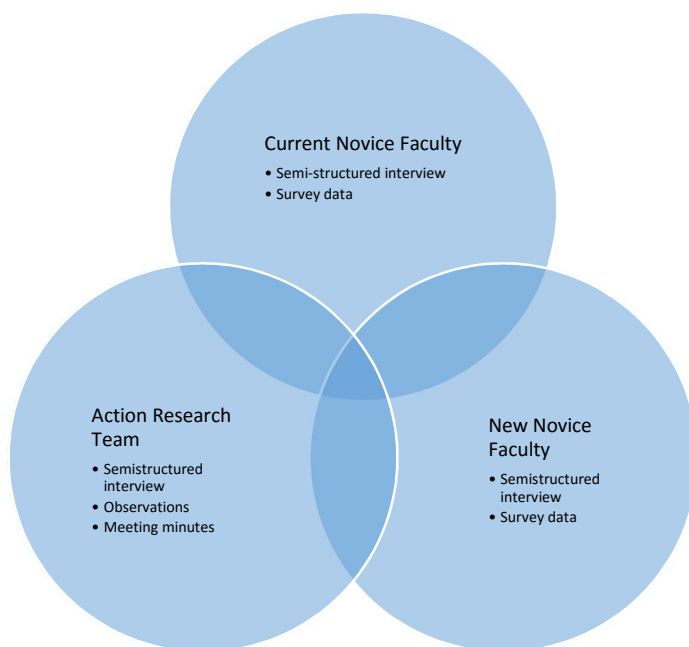 Current Novice Faculty
• Semi-structured interview
• Survey data
Action Research
Team
• Semistructured
interview
• Observations
• Meeting minutes
New Novice
Faculty
• Semistructured
interview
• Survey data